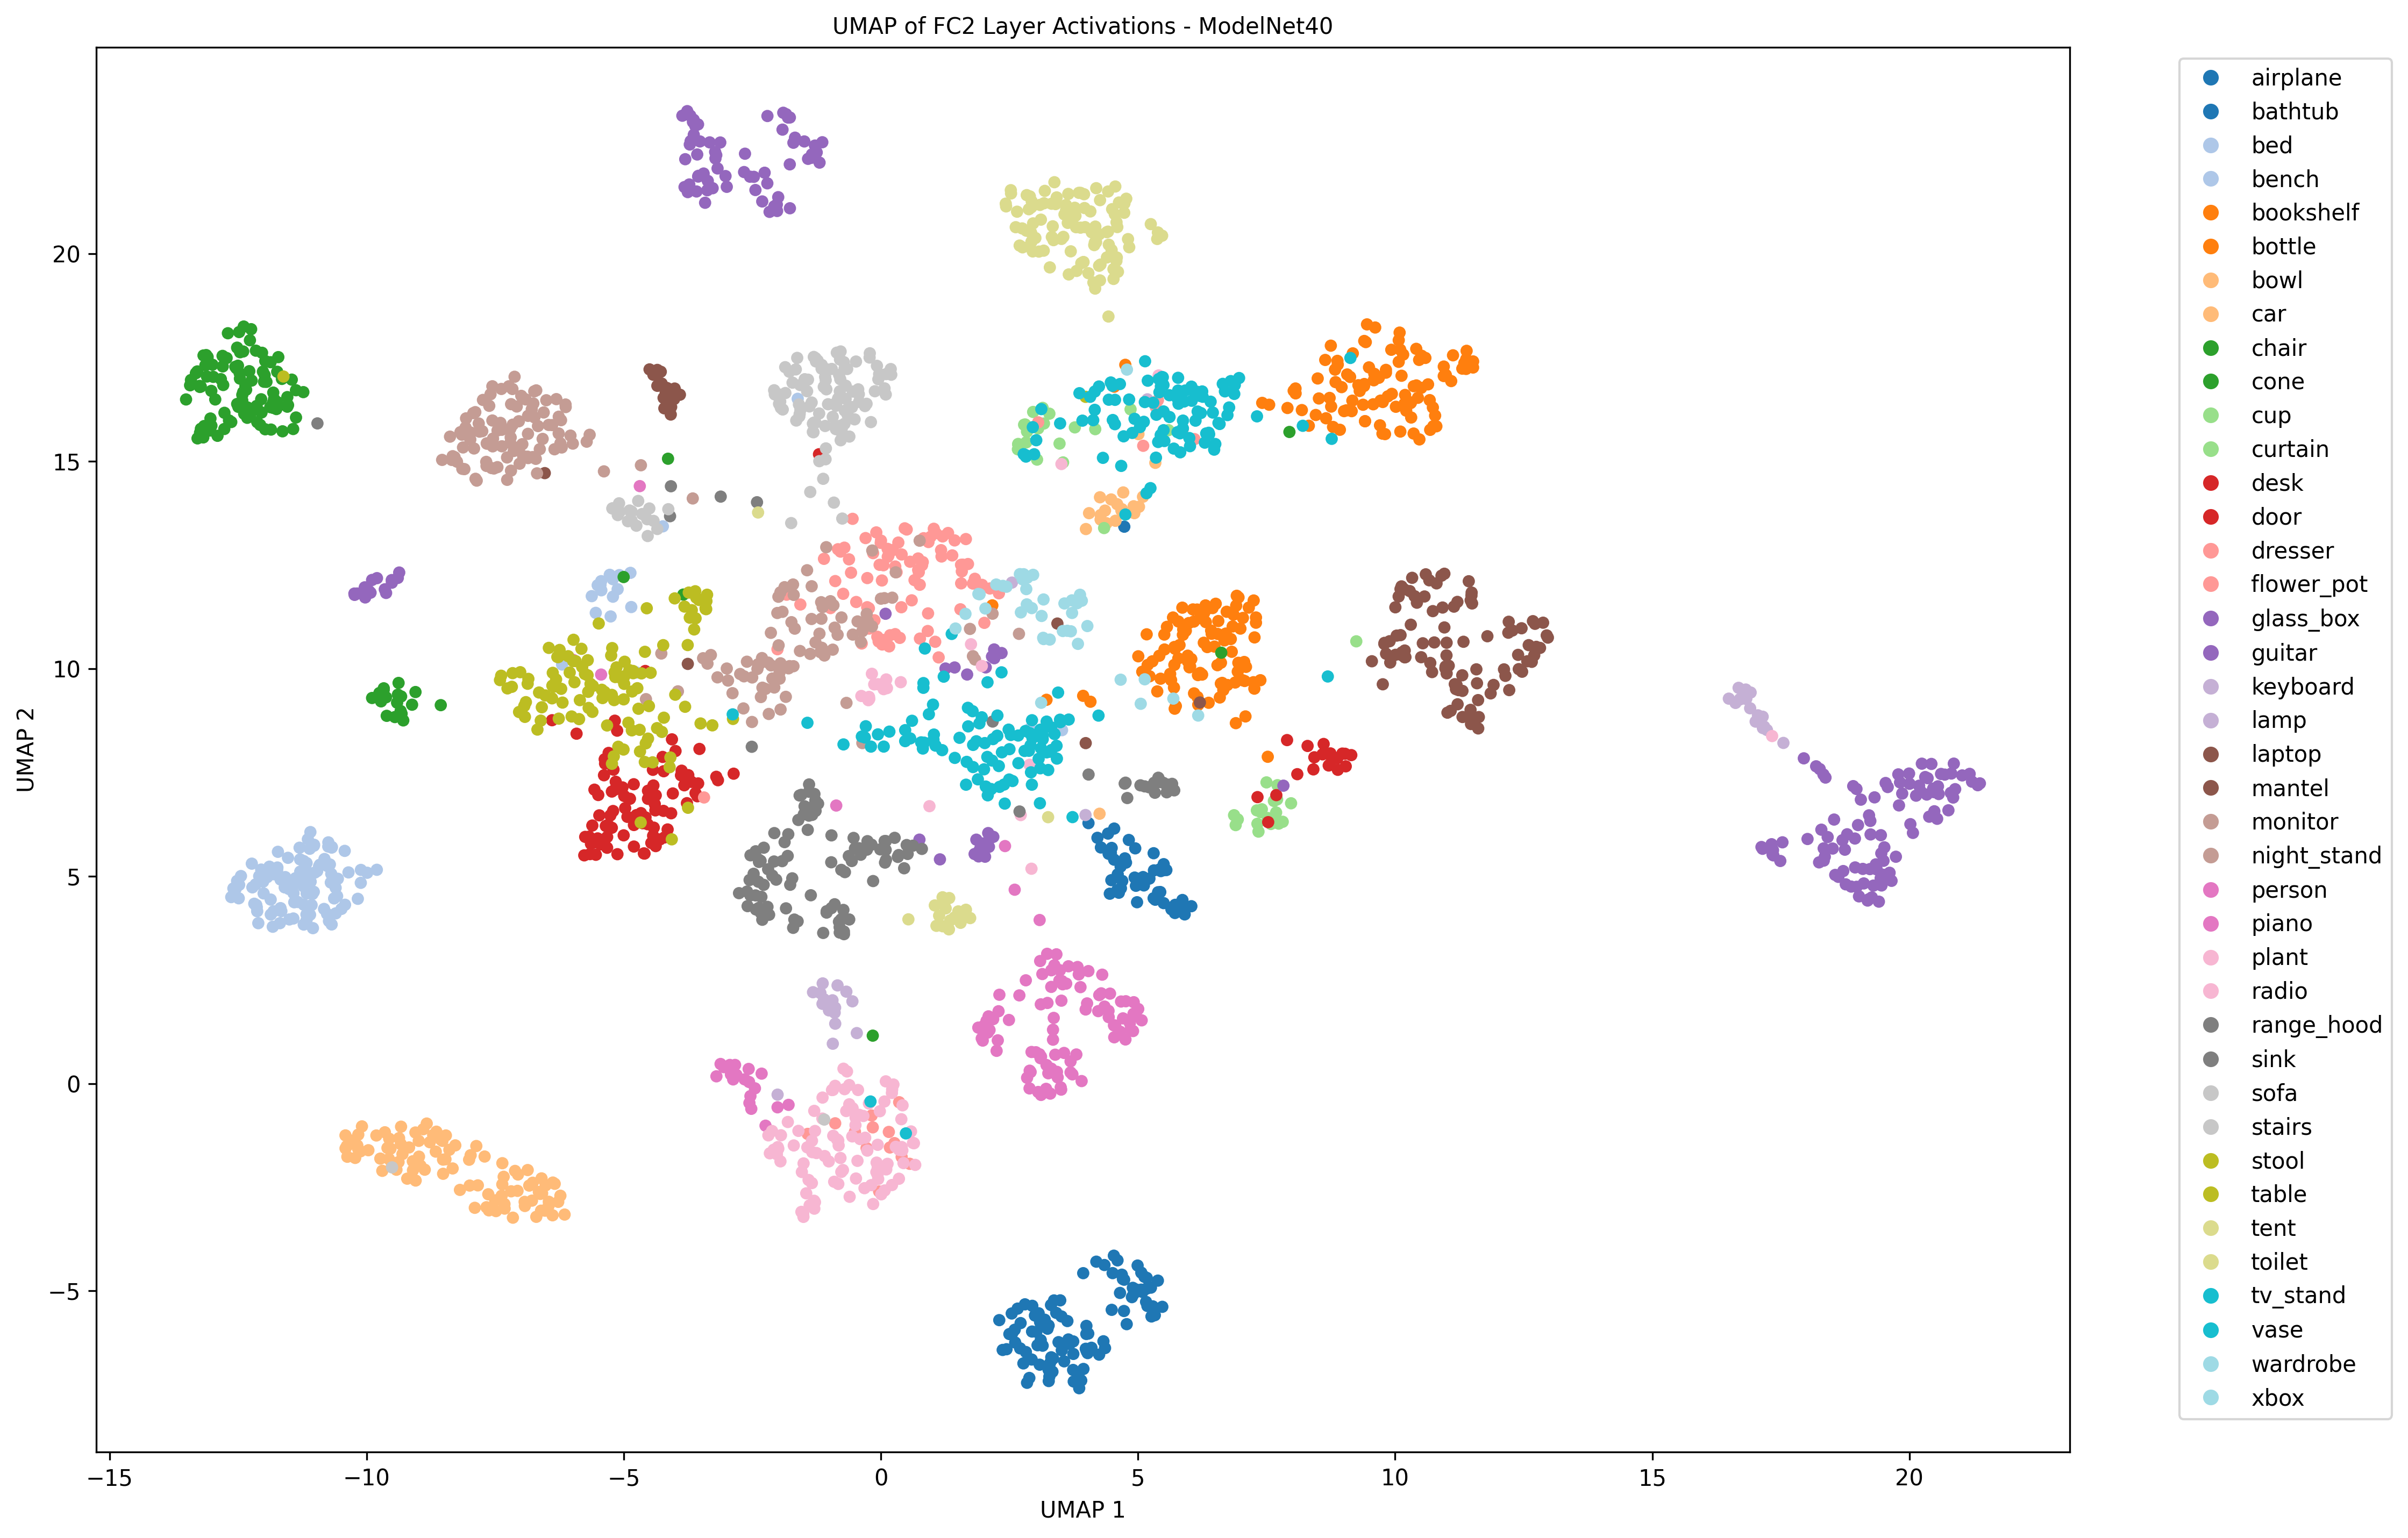 UMAP of FC2 Layer Activations - ModelNet40
20
15
10
5
0
−5
UMAP 2
−15
−10
−5
0
5
10
15
20
UMAP 1
airplane
bathtub
bed
bench
bookshelf
bottle
bowl
car
chair
cone
cup
curtain
desk
door
dresser
flower_pot
glass_box
guitar
keyboard
lamp
laptop
mantel
monitor
night_stand
person
piano
plant
radio
range_hood
sink
sofa
stairs
stool
table
tent
toilet
tv_stand
vase
wardrobe
xbox